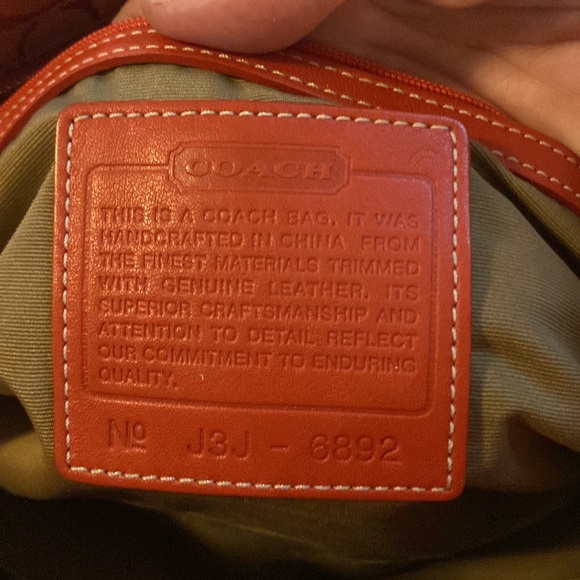 COACH
THIS IS A COACH BAG. IT WAS
HANDCRAFTED IN CHINA FROM
THE FINEST MATERIALS TRIMMED
WITH GENUINE LEATHER. ITS
SUPERIOR CRAFTSMANSHIP AND
ATTENTION TO DETAIL REFLECT
OUR COMMITMENT TO ENDURING
QUALITY.
Nº J3J - 6892